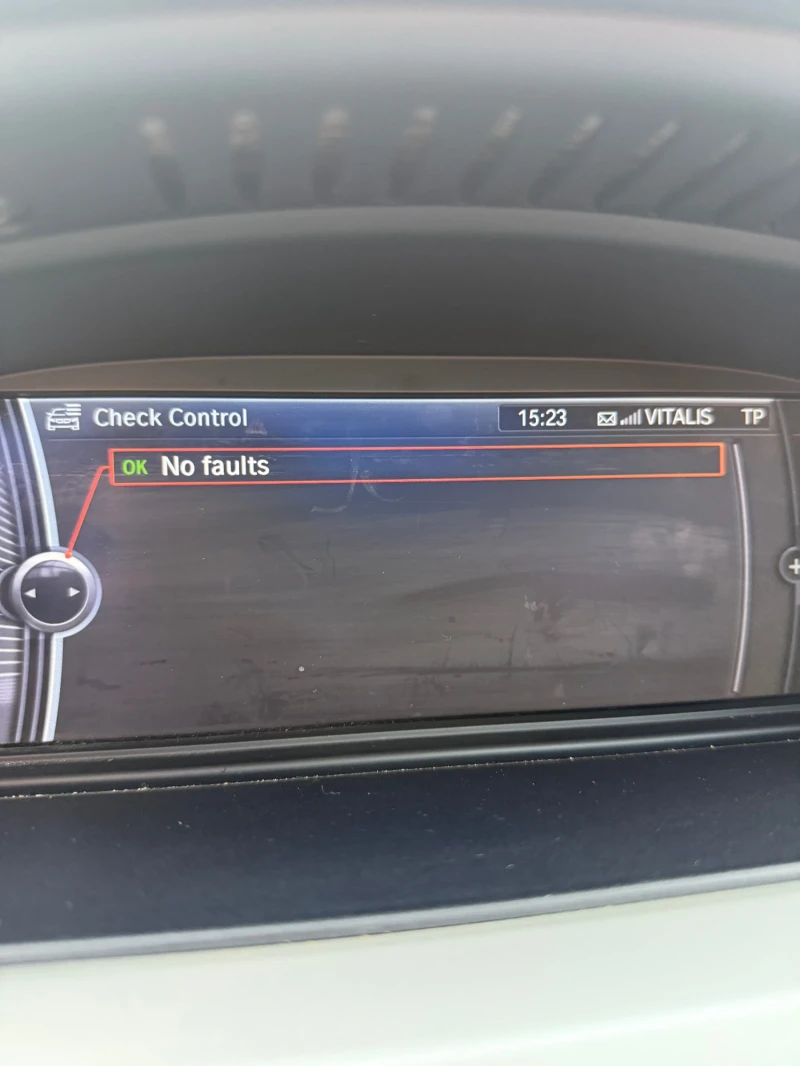 Check Control 15:23 VITALIS TP
OK No faults